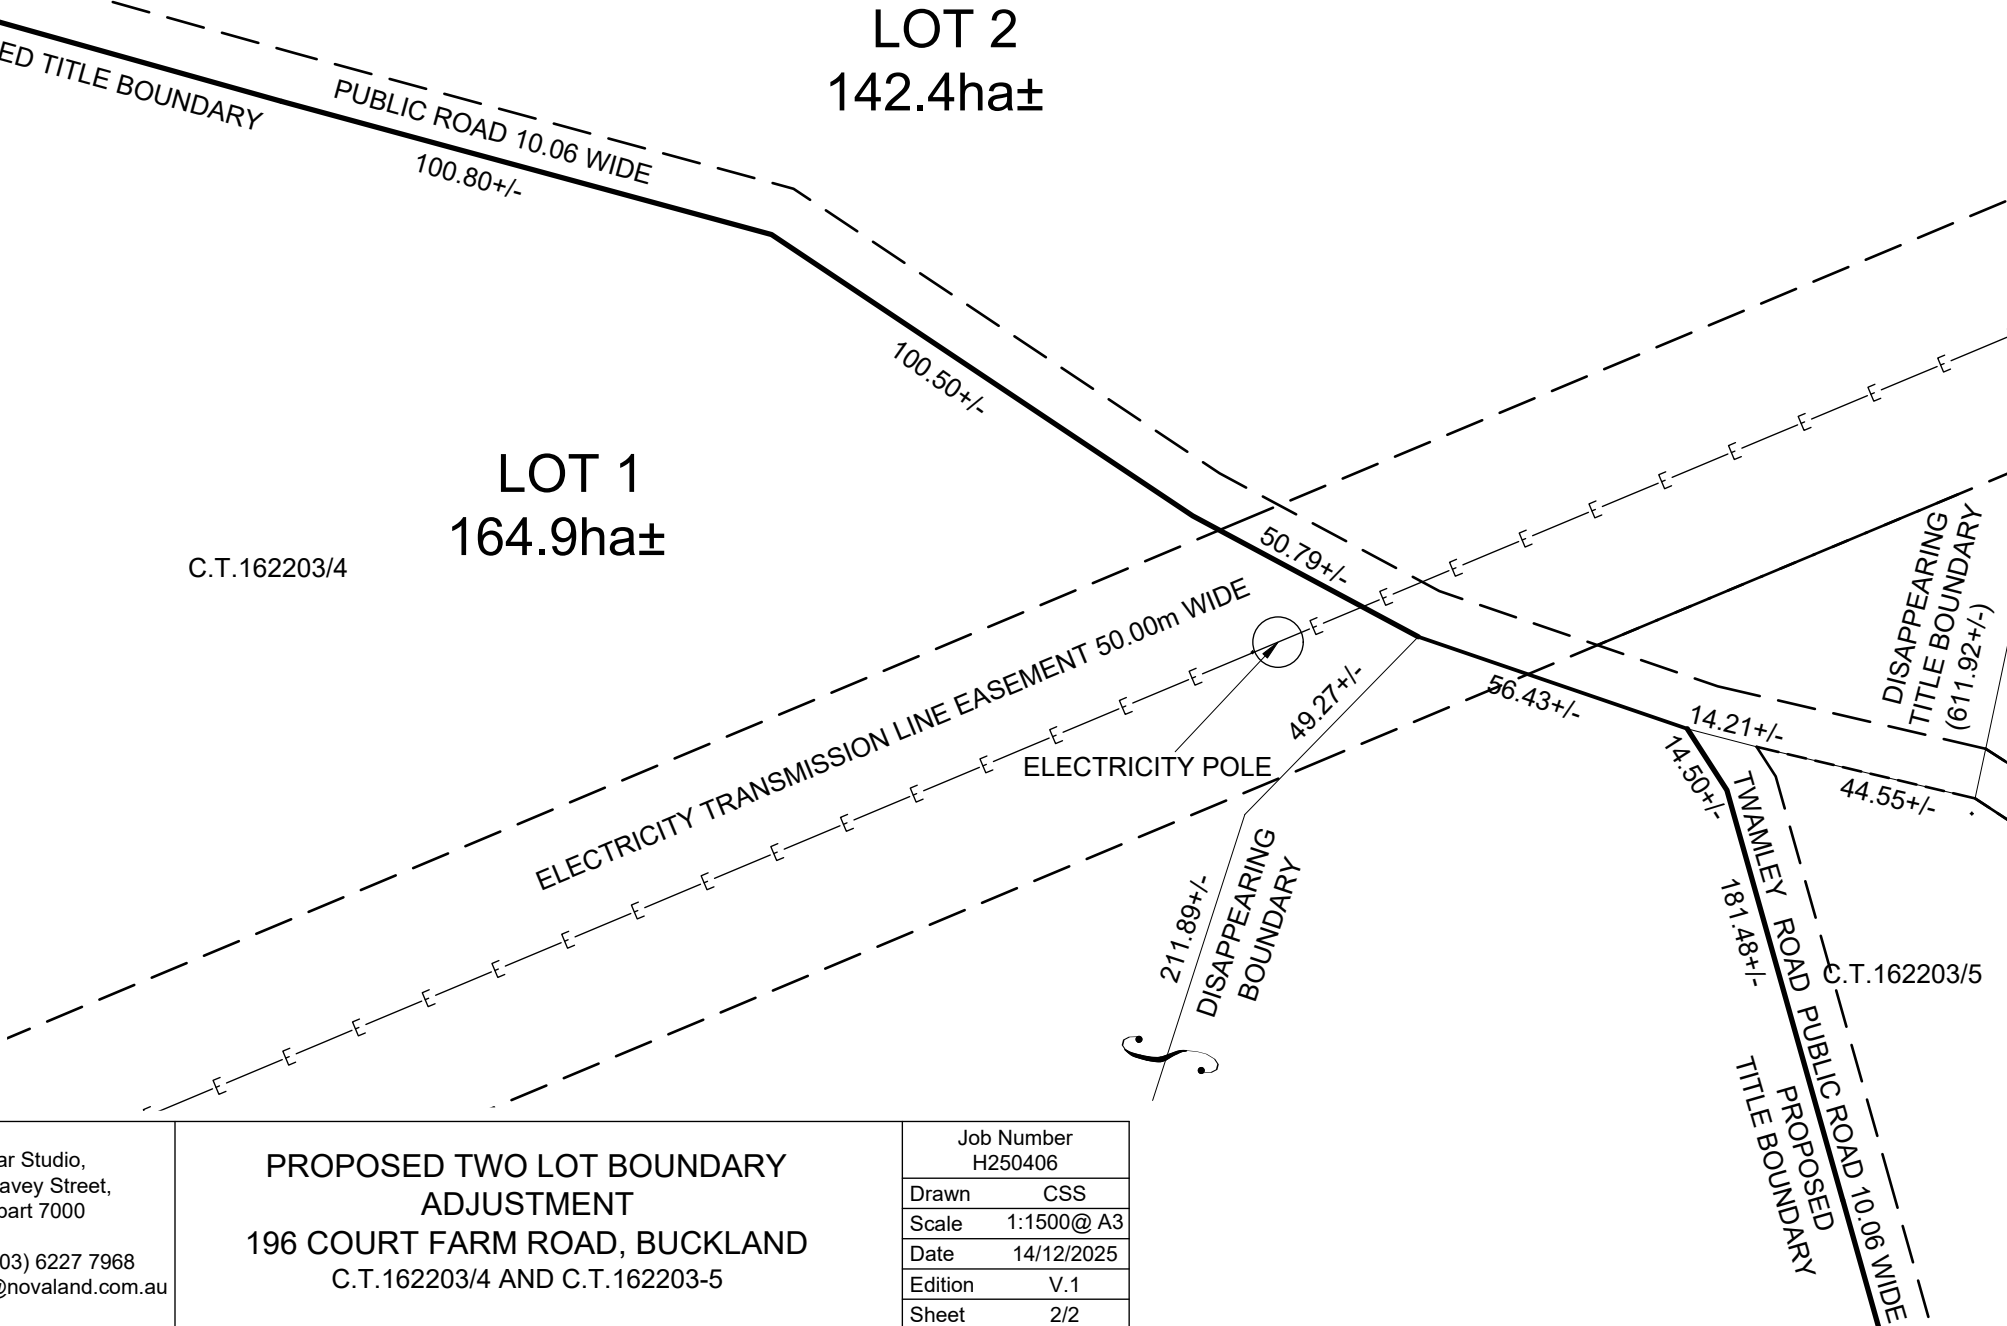 LOT 2
142.4ha±
TITLE BOUNDARY
PUBLIC ROAD 10.06 WIDE
100.80+/-
100.50+/-
LOT 1
164.9ha±
C.T.162203/4
50.79+/-
ELECTRICITY TRANSMISSION LINE EASEMENT 50.00m WIDE
ELECTRICITY POLE
49.27+/-
56.43+/-
14.21+/-
14.50+/-
44.55+/-
DISAPPEARING
TITLE BOUNDARY
(611.92+/-)
211.89+/-
DISAPPEARING
BOUNDARY
181.48+/-
TWAMLEY ROAD PUBLIC ROAD 10.06 WIDE
C.T.162203/5
PROPOSED
TITLE BOUNDARY
E E E E E E E E E E E E E E E E E E E E E E E E E
Studio,
Street,
7000
03) 6227 7968
@novaland.com.au
PROPOSED TWO LOT BOUNDARY
ADJUSTMENT
196 COURT FARM ROAD, BUCKLAND
C.T.162203/4 AND C.T.162203-5
Job Number
H250406
Drawn CSS
Scale 1:1500@ A3
Date 14/12/2025
Edition V.1
Sheet 2/2